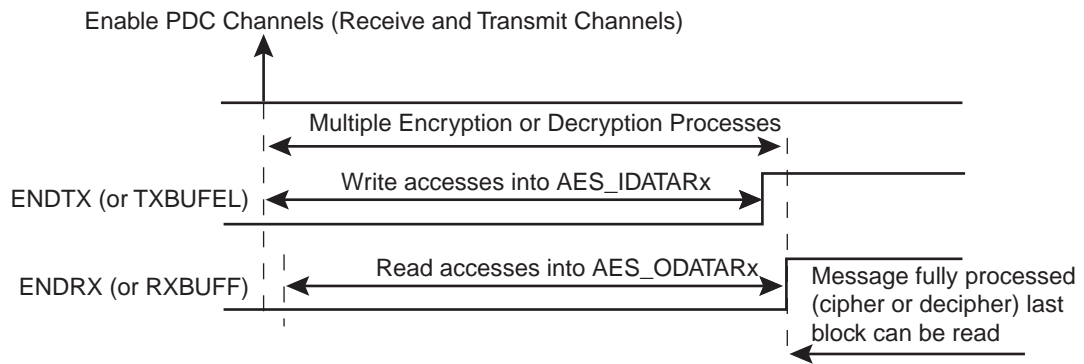 Enable PDC Channels (Receive and Transmit Channels)
Multiple Encryption or Decryption Processes
ENDTX (or TXBUFEL)
Write accesses into AES_IDATARx
ENDRX (or RXBUFF)
Read accesses into AES_ODATARx
Message fully processed
(cipher or decipher) last
block can be read